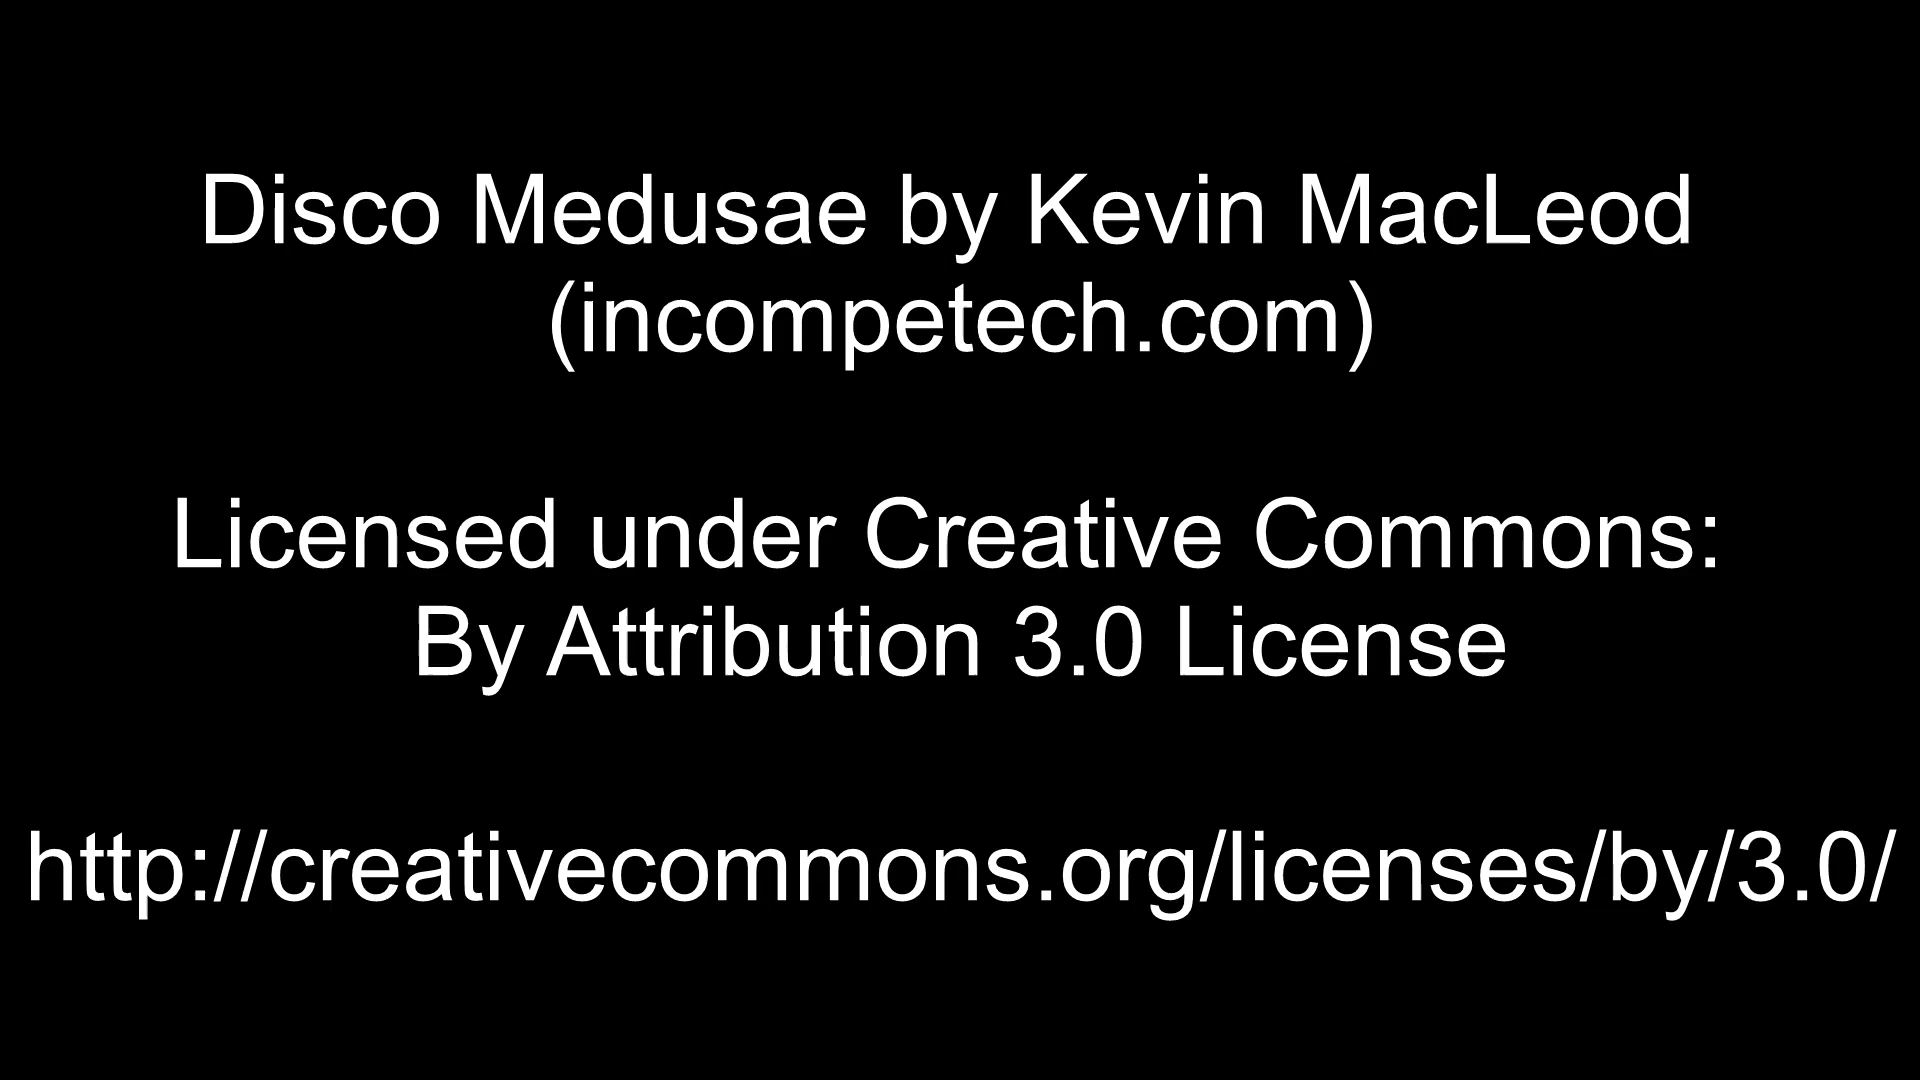 Disco Medusae by Kevin MacLeod
(incompetech.com)
Licensed under Creative Commons:
By Attribution 3.0 License
http://creativecommons.org/licenses/by/3.0/